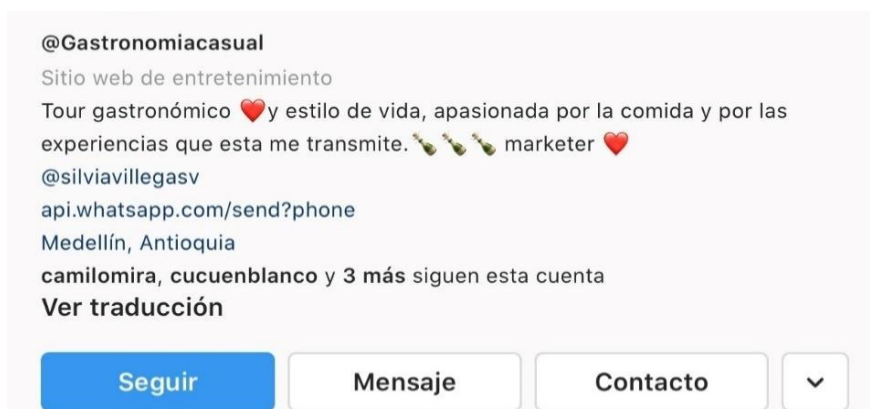 @Gastronomiacasual
Sitio web de entretenimiento
Tour gastronómico ❤️y estilo de vida, apasionada por la comida y por las
experiencias que esta me transmite.🍾🍾🍾 marketer ❤️
@silviavillegasv
api.whatsapp.com/send?phone
Medellín, Antioquia
camilomira, cucuenblanco y 3 más siguen esta cuenta
Ver traducción
Seguir Mensaje Contacto